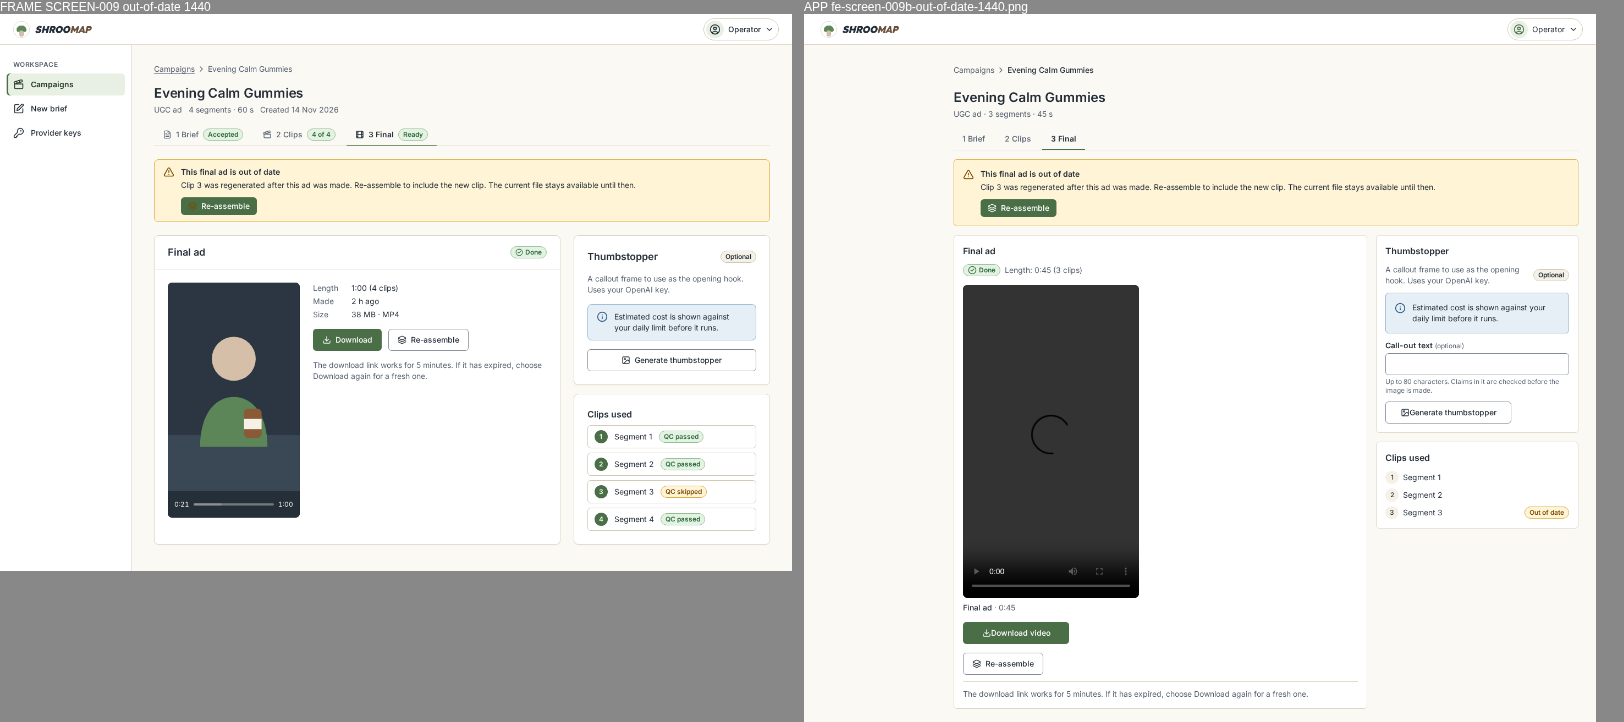 FRAME SCREEN-009 out-of-date 1440
SHROOMAP
Operator
WORKSPACE
Campaigns
New brief
Provider keys
Campaigns > Evening Calm Gummies
Evening Calm Gummies
UGC ad 4 segments · 60 s Created 14 Nov 2026
1 Brief Accepted
2 Clips 4 of 4
3 Final Ready
This final ad is out of date
Clip 3 was regenerated after this ad was made. Re-assemble to include the new clip. The current file stays available until then.
Re-assemble
Final ad
Done
0:21
1:00
Length 1:00 (4 clips)
Made 2 h ago
Size 38 MB · MP4
Download
Re-assemble
The download link works for 5 minutes. If it has expired, choose
Download again for a fresh one.
Thumbstopper
Optional
A callout frame to use as the opening hook.
Uses your OpenAI key.
Estimated cost is shown against
your daily limit before it runs.
Generate thumbstopper
Clips used
1 Segment 1 QC passed
2 Segment 2 QC passed
3 Segment 3 QC skipped
4 Segment 4 QC passed
APP fe-screen-009b-out-of-date-1440.png
SHROOMAP
Operator
Campaigns > Evening Calm Gummies
Evening Calm Gummies
UGC ad · 3 segments · 45 s
1 Brief
2 Clips
3 Final
This final ad is out of date
Clip 3 was regenerated after this ad was made. Re-assemble to include the new clip. The current file stays available until then.
Re-assemble
Final ad
Done Length: 0:45 (3 clips)
0:00
Final ad · 0:45
Download video
Re-assemble
The download link works for 5 minutes. If it has expired, choose Download again for a fresh one.
Thumbstopper
A callout frame to use as the opening
hook. Uses your OpenAI key.
Optional
Estimated cost is shown against your
daily limit before it runs.
Call-out text (optional)
Up to 80 characters. Claims in it are checked before the
image is made.
Generate thumbstopper
Clips used
1 Segment 1
2 Segment 2
3 Segment 3 Out of date